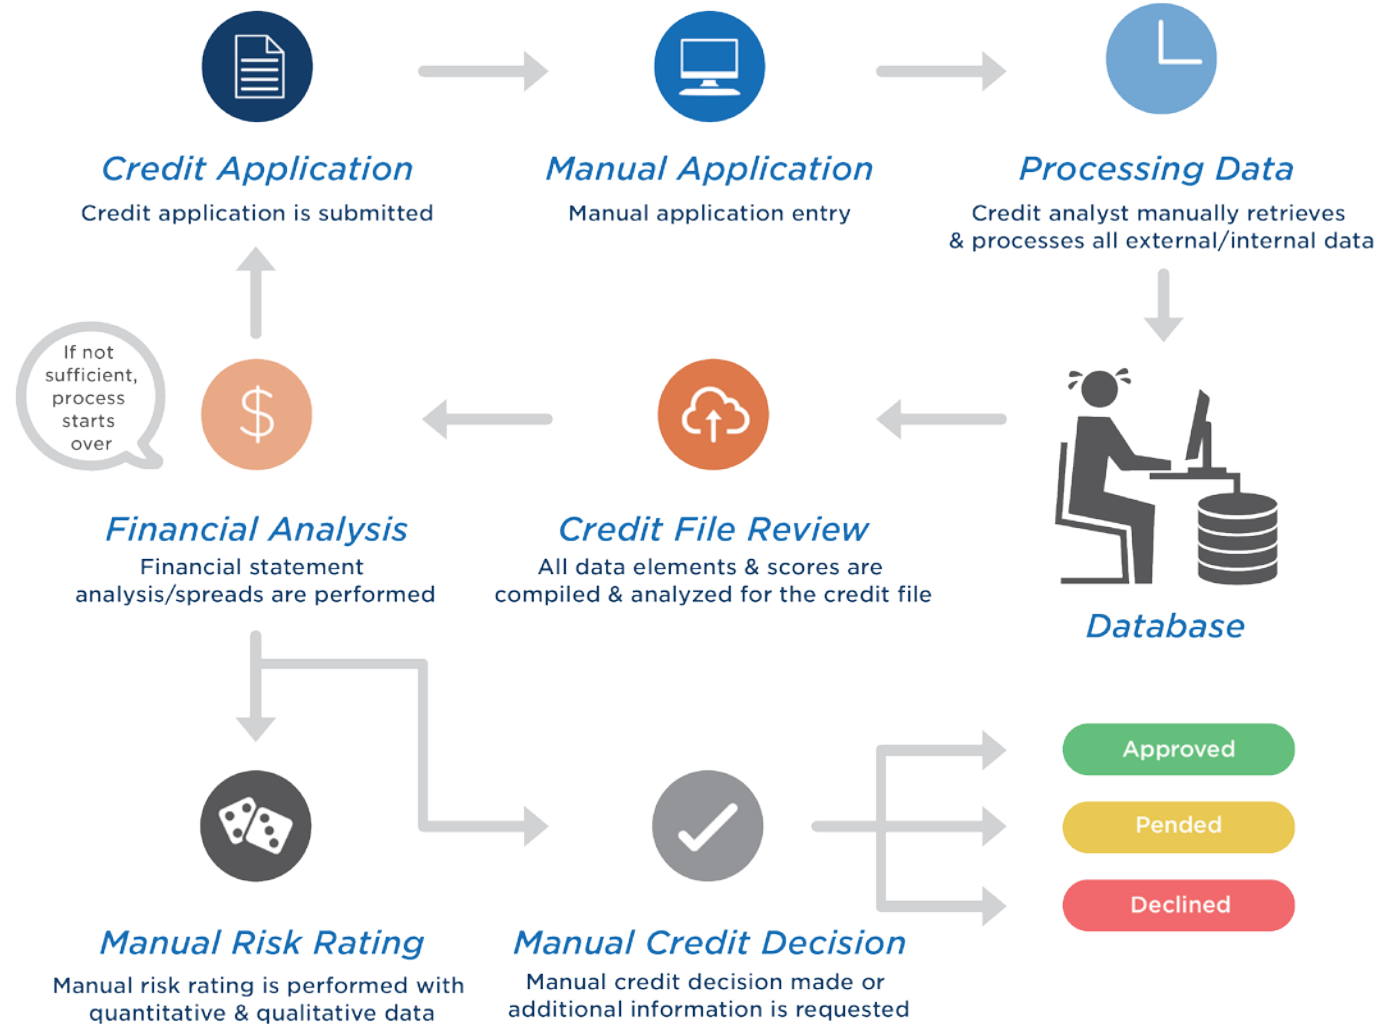 Credit Application
Credit application is submitted
Manual Application
Manual application entry
Processing Data
Credit analyst manually retrieves
& processes all external/internal data
If not
sufficient,
process
starts
over
Financial Analysis
Financial statement
analysis/spreads are performed
Credit File Review
All data elements & scores are
compiled & analyzed for the credit file
Database
Manual Risk Rating
Manual risk rating is performed with
quantitative & qualitative data
Manual Credit Decision
Manual credit decision made or
additional information is requested
Approved
Pended
Declined